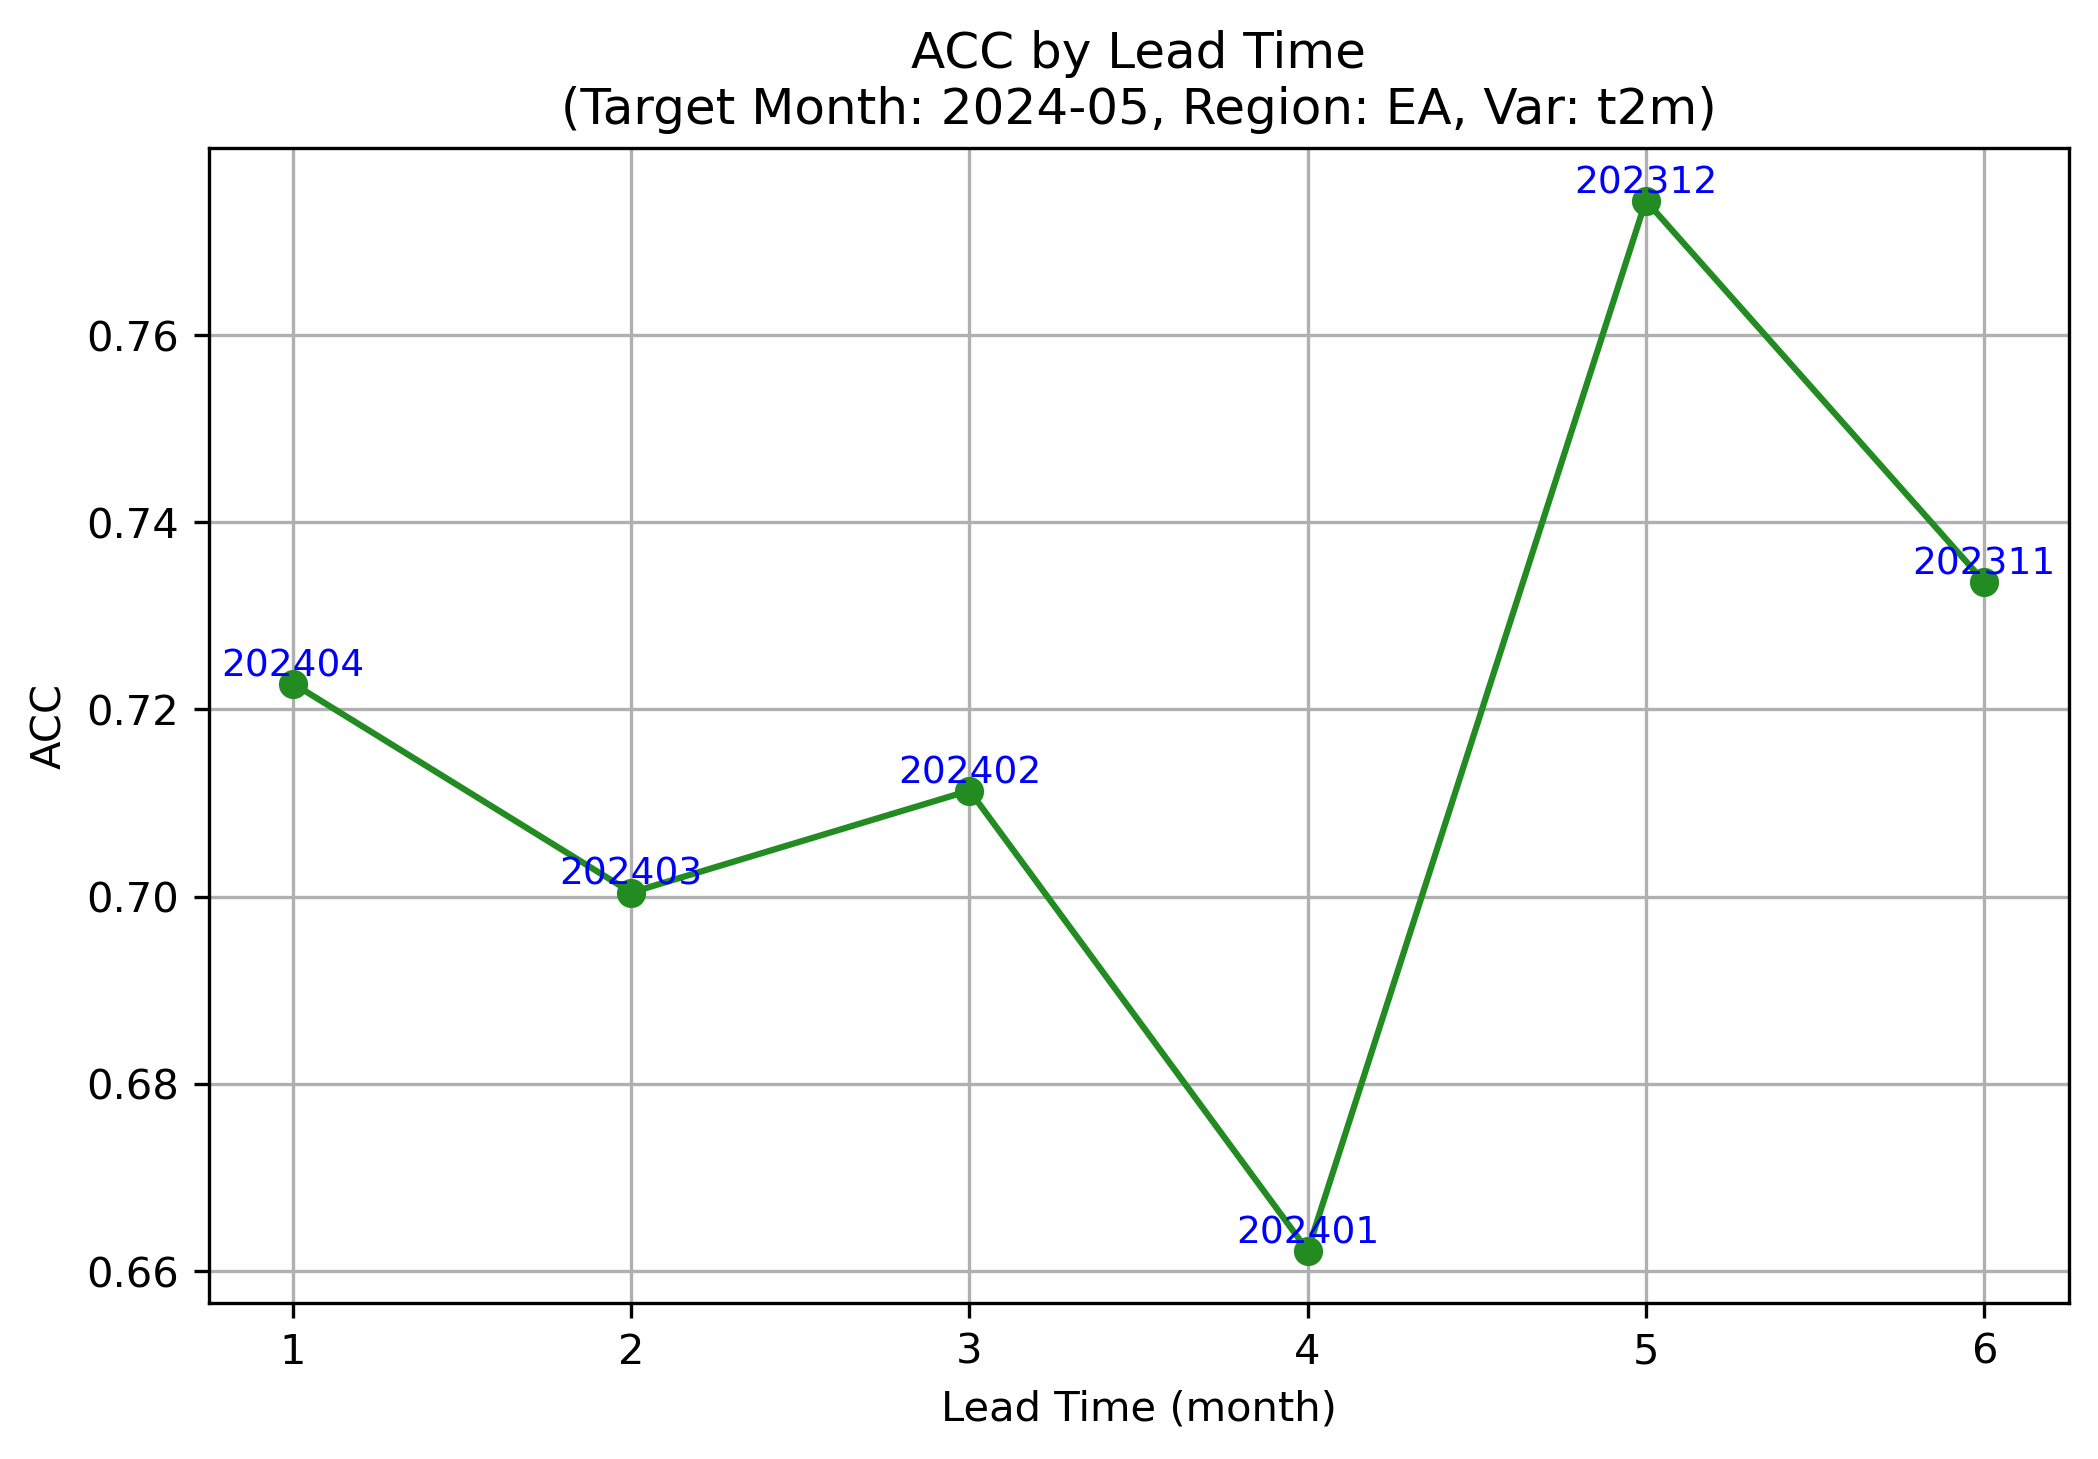 ACC by Lead Time
(Target Month: 2024-05, Region: EA, Var: t2m)
202312
0.76
0.74
202311
202404
0.72
202402
202403
0.70
0.68
202401
0.66
ACC
1 2 3 4 5 6
Lead Time (month)